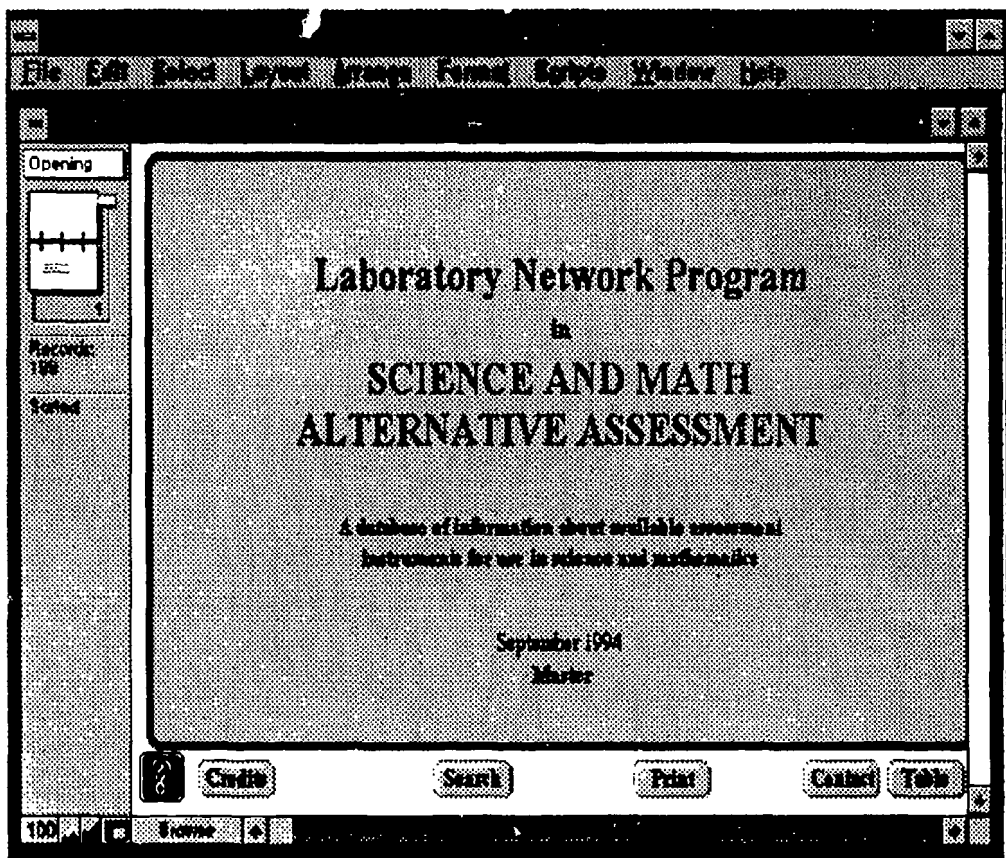 File Edit Select Layout Arrange Format Scripts Window Help
Opening
1
Records:
199
Sorted
Laboratory Network Program
in
SCIENCE AND MATH
ALTERNATIVE ASSESSMENT
A database of information about available assessment
instruments for use in science and mathematics
September 1994
Master
? Credits Search Print Contact Table
100 Browse